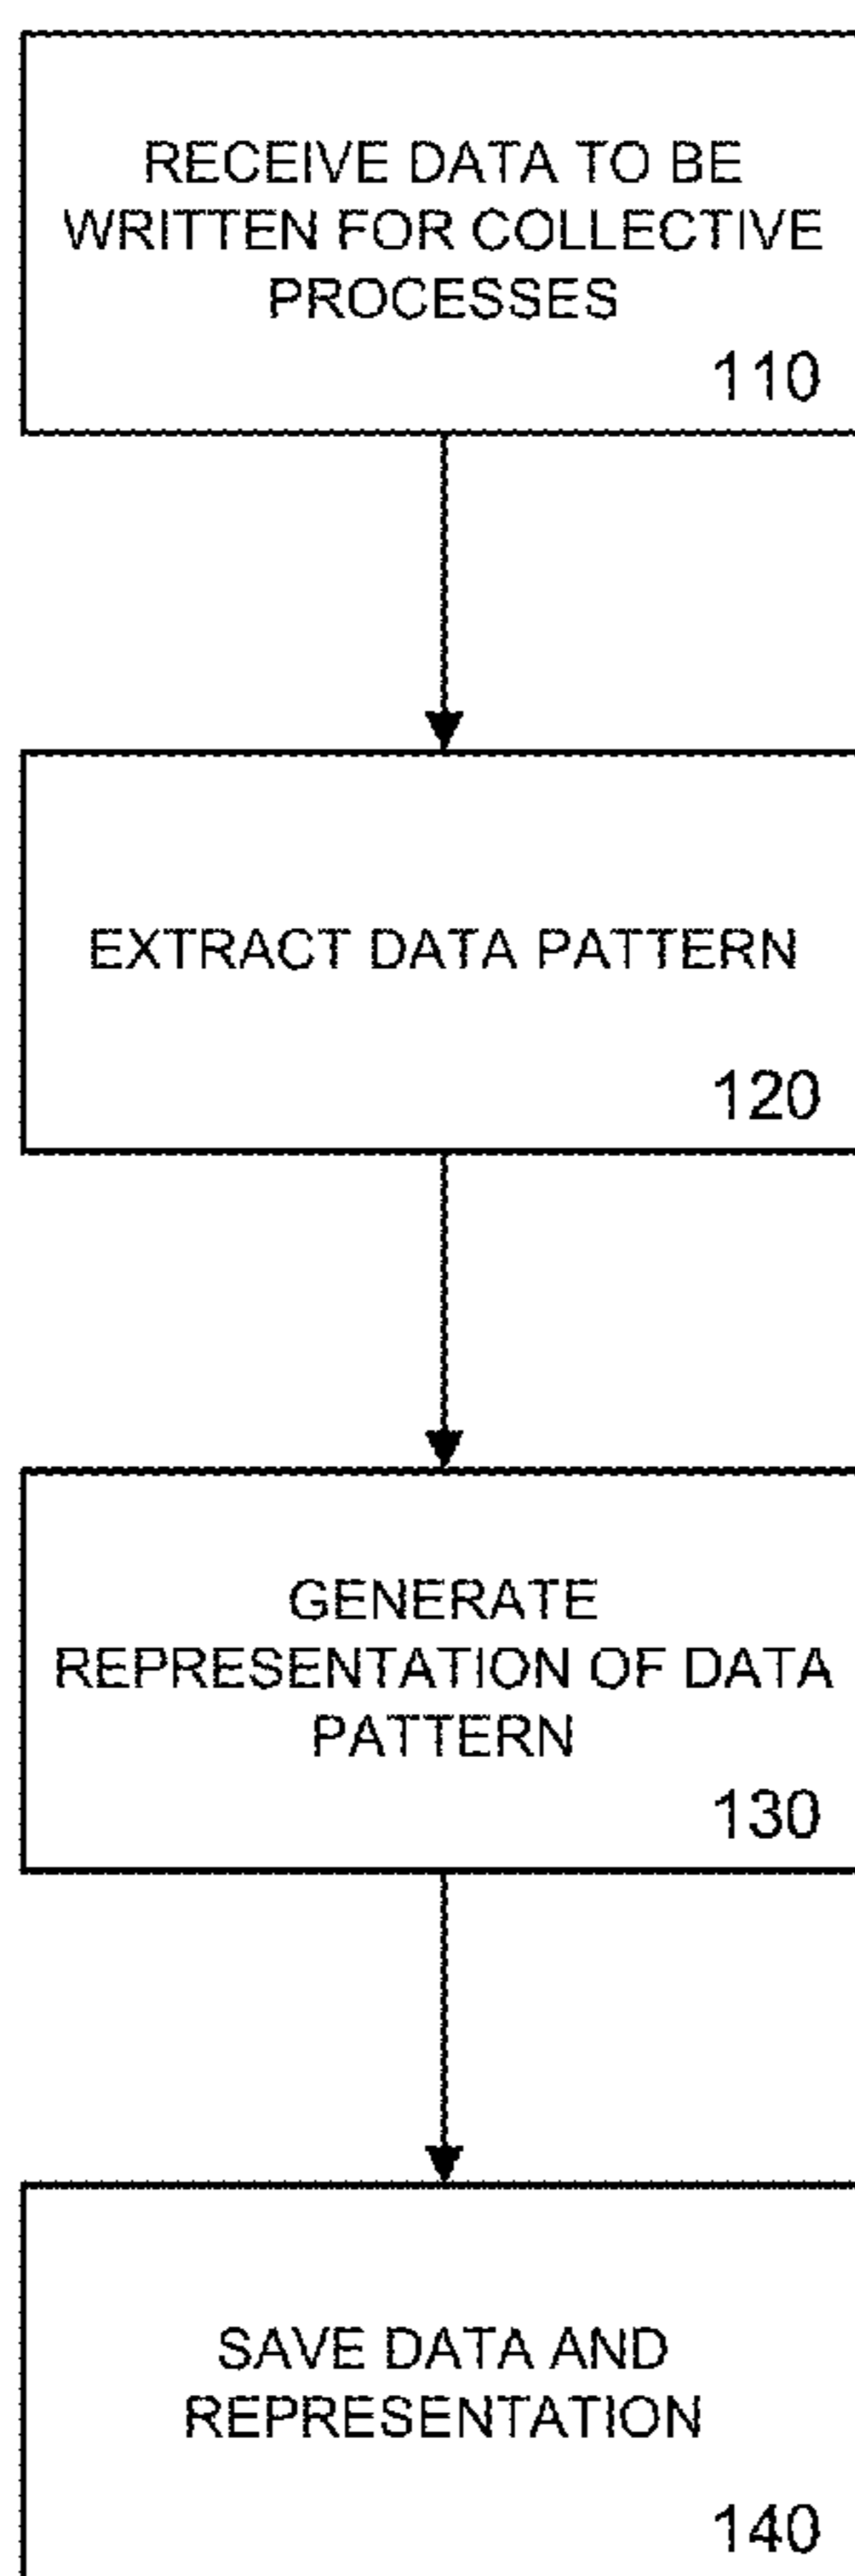 RECEIVE DATA TO BE
WRITTEN FOR COLLECTIVE
PROCESSES
110
EXTRACT DATA PATTERN
120
GENERATE
REPRESENTATION OF DATA
PATTERN
130
SAVE DATA AND
REPRESENTATION
140